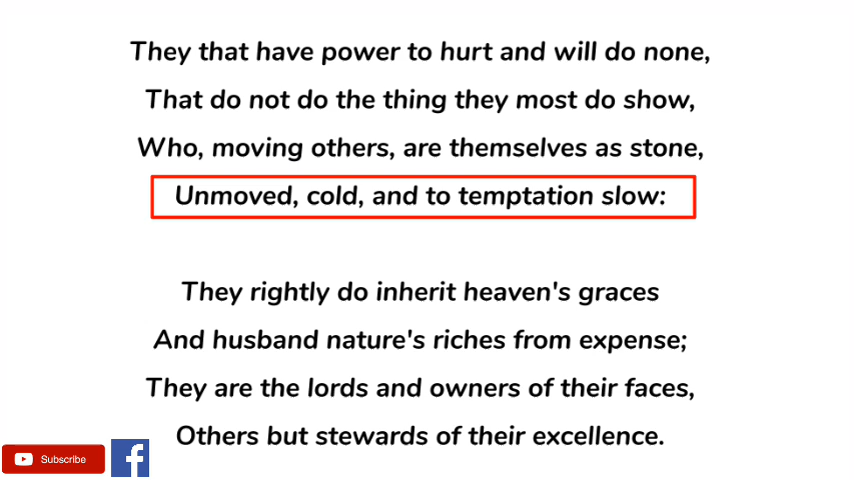 They that have power to hurt and will do none,
That do not do the thing they most do show,
Who, moving others, are themselves as stone,
Unmoved, cold, and to temptation slow:
They rightly do inherit heaven's graces
And husband nature's riches from expense;
They are the lords and owners of their faces,
Others but stewards of their excellence.
Subscribe